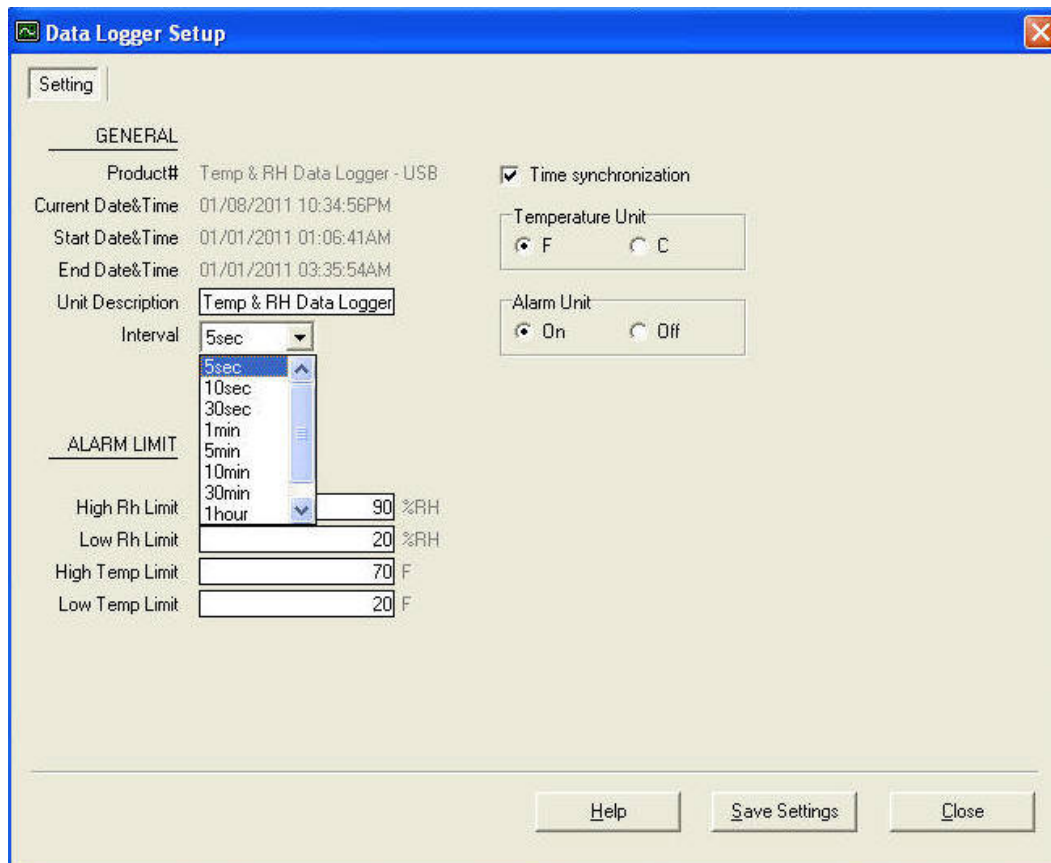 Data Logger Setup
Setting
GENERAL
Product# Temp & RH Data Logger - USB
Current Date&Time 01/08/2011 10:34:56PM
Start Date&Time 01/01/2011 01:06:41AM
End Date&Time 01/01/2011 03:35:54AM
Unit Description Temp & RH Data Logger
Interval 5sec
5sec
10sec
30sec
1min
5min
10min
30min
1hour
Time synchronization
Temperature Unit
F C
Alarm Unit
On Off
ALARM LIMIT
High Rh Limit 90 %RH
Low Rh Limit 20 %RH
High Temp Limit 70 F
Low Temp Limit 20 F
Help Save Settings Close